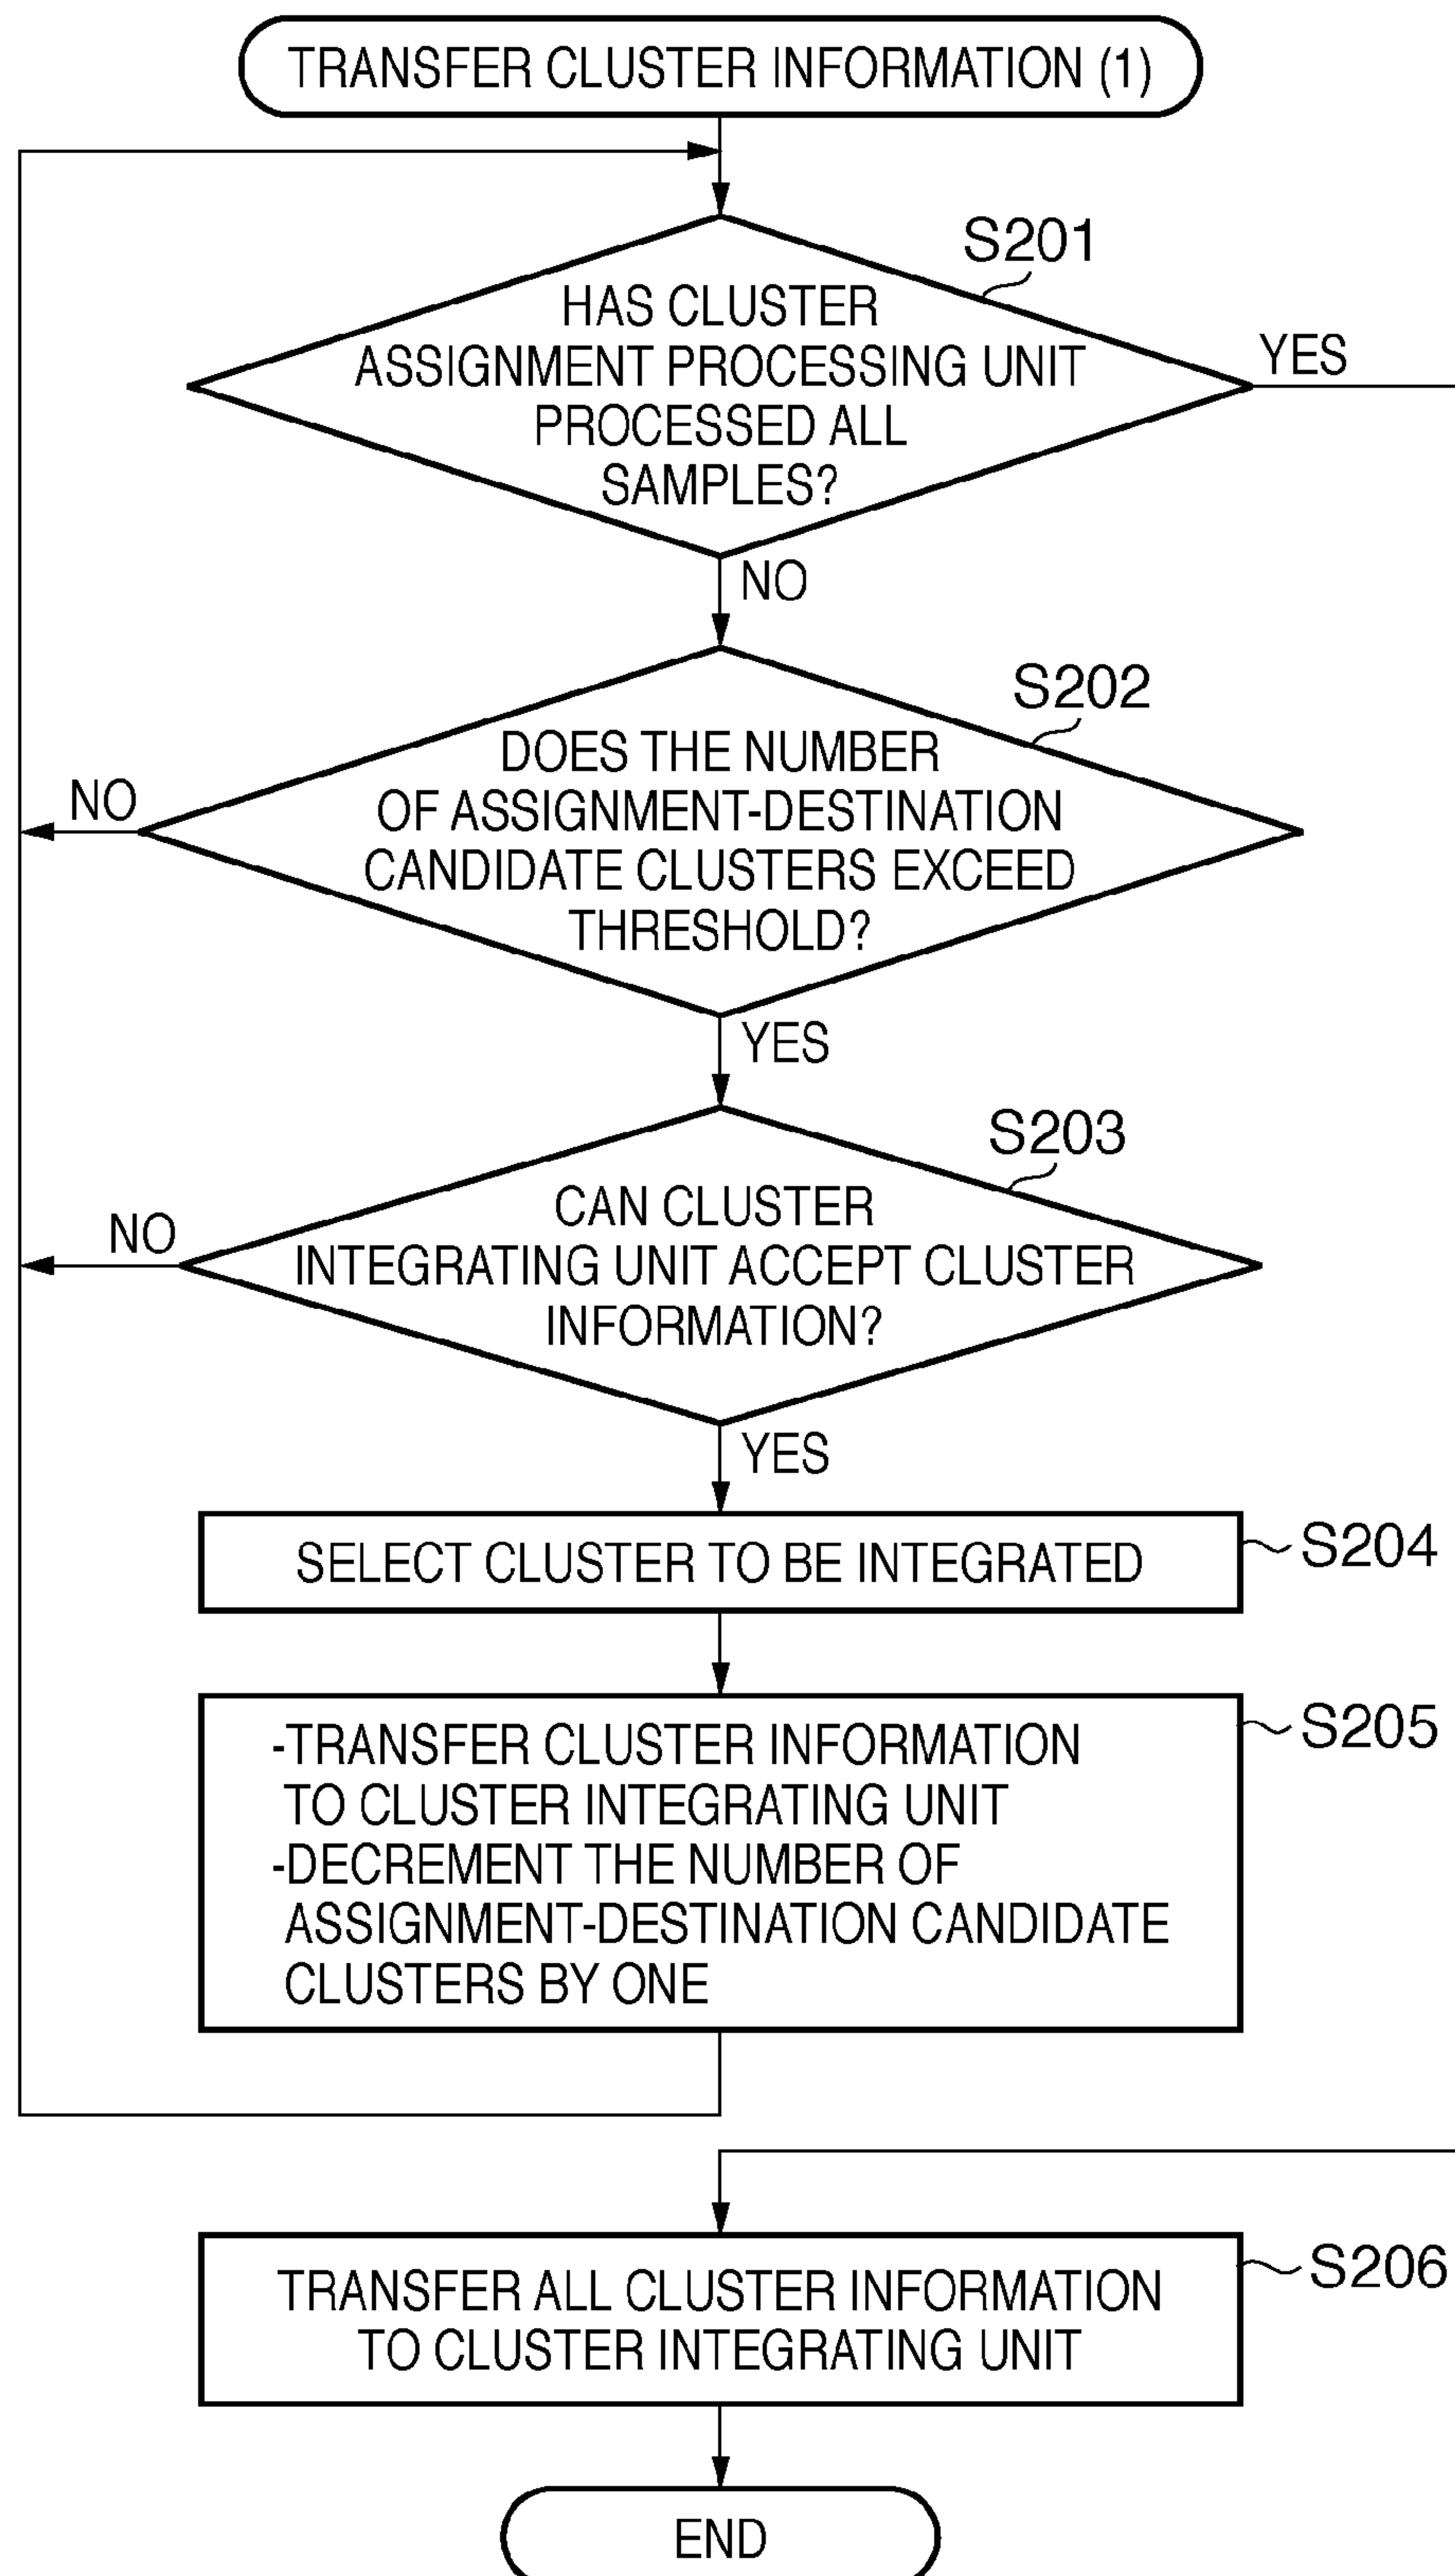 TRANSFER CLUSTER INFORMATION (1)
S201
HAS CLUSTER
ASSIGNMENT PROCESSING UNIT
PROCESSED ALL
SAMPLES?
YES
NO
S202
DOES THE NUMBER
OF ASSIGNMENT-DESTINATION
CANDIDATE CLUSTERS EXCEED
THRESHOLD?
NO
YES
S203
CAN CLUSTER
INTEGRATING UNIT ACCEPT CLUSTER
INFORMATION?
NO
YES
SELECT CLUSTER TO BE INTEGRATED
S204
-TRANSFER CLUSTER INFORMATION
TO CLUSTER INTEGRATING UNIT
-DECREMENT THE NUMBER OF
ASSIGNMENT-DESTINATION CANDIDATE
CLUSTERS BY ONE
S205
TRANSFER ALL CLUSTER INFORMATION
TO CLUSTER INTEGRATING UNIT
S206
END